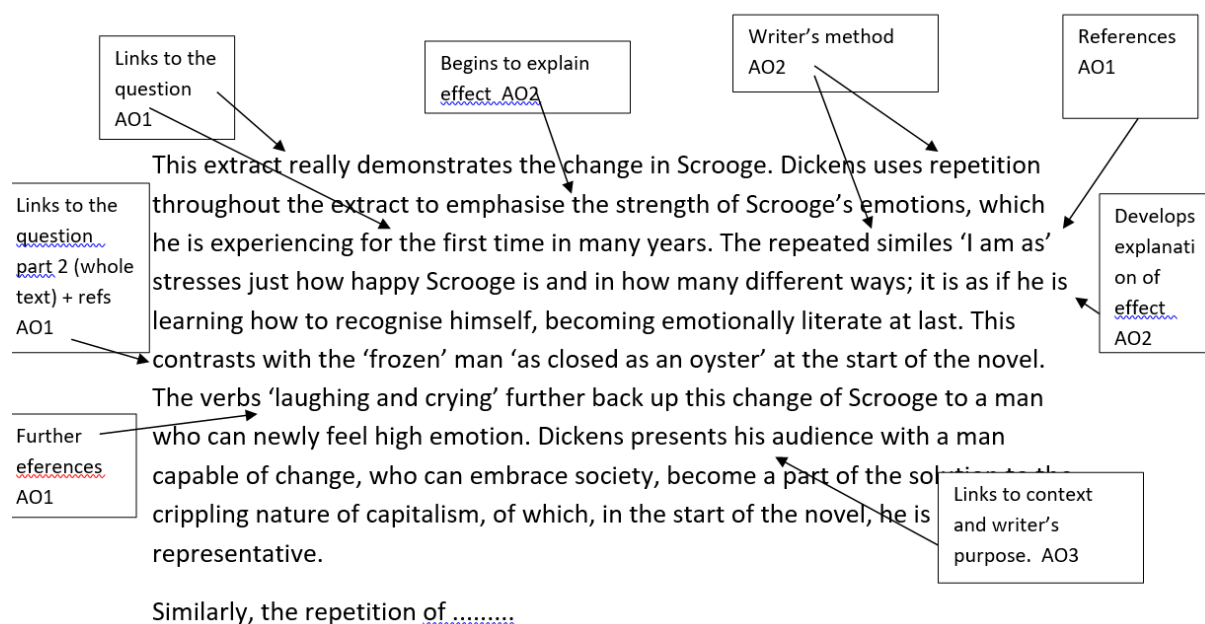 Links to the
question
AO1
Begins to explain
effect AO2
Writer's method
AO2
References
AO1
This extract really demonstrates the change in Scrooge. Dickens uses repetition
throughout the extract to emphasise the strength of Scrooge's emotions, which
he is experiencing for the first time in many years. The repeated similes 'I am as'
stresses just how happy Scrooge is and in how many different ways; it is as if he is
learning how to recognise himself, becoming emotionally literate at last. This
contrasts with the 'frozen' man 'as closed as an oyster' at the start of the novel.
The verbs 'laughing and crying' further back up this change of Scrooge to a man
who can newly feel high emotion. Dickens presents his audience with a man
capable of change, who can embrace society, become a part of the solution to the
crippling nature of capitalism, of which, in the start of the novel, he is
representative.
Similarly, the repetition of .........
Links to the
question
part 2 (whole
text) + refs
AO1
Develops
explanati
on of
effect
AO2
Further
eferences
AO1
Links to context
and writer's
purpose. AO3